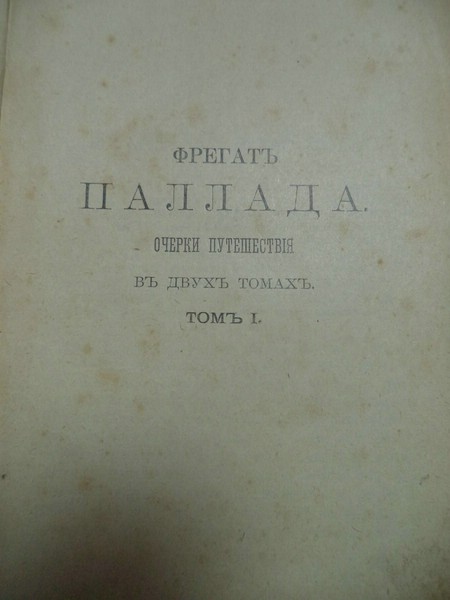 ФРЕГАТЪ
ПАЛЛАДА.
ОЧЕРКИ ПУТЕШЕСТВІЯ
ВЪ ДВУХЪ ТОМАХЪ.
ТОМЪ I.